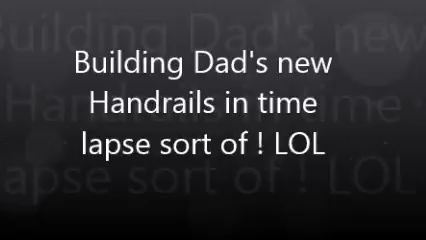 Building Dad's new
Handrails in time
lapse sort of ! LOL